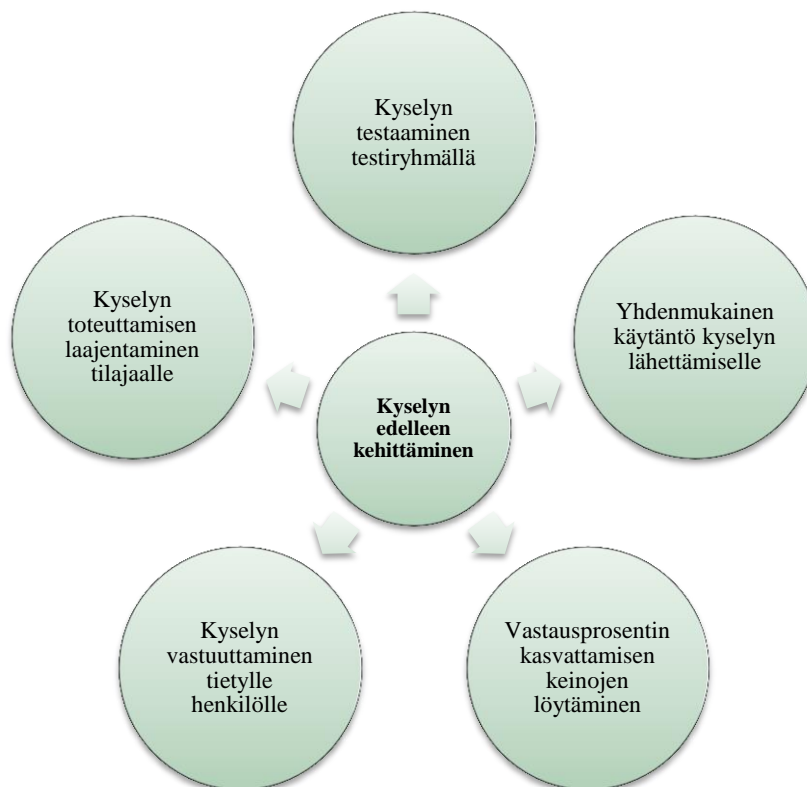 Kyselyn
testaaminen
testiryhmällä
Kyselyn
toteuttamisen
laajentaminen
tilajaalle
Yhdenmukainen
käytäntö kyselyn
lähettämiselle
Kyselyn
edelleen
kehittäminen
Kyselyn
vastuuttaminen
tietylle
henkilölle
Vastausprosentin
kasvattamisen
keinojen
löytäminen